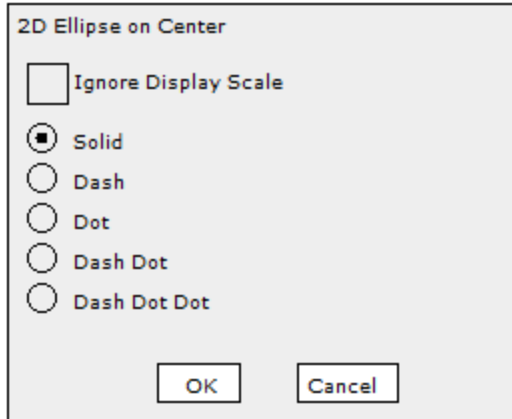 2D Ellipse on Center
Ignore Display Scale
Solid
Dash
Dot
Dash Dot
Dash Dot Dot
OK Cancel